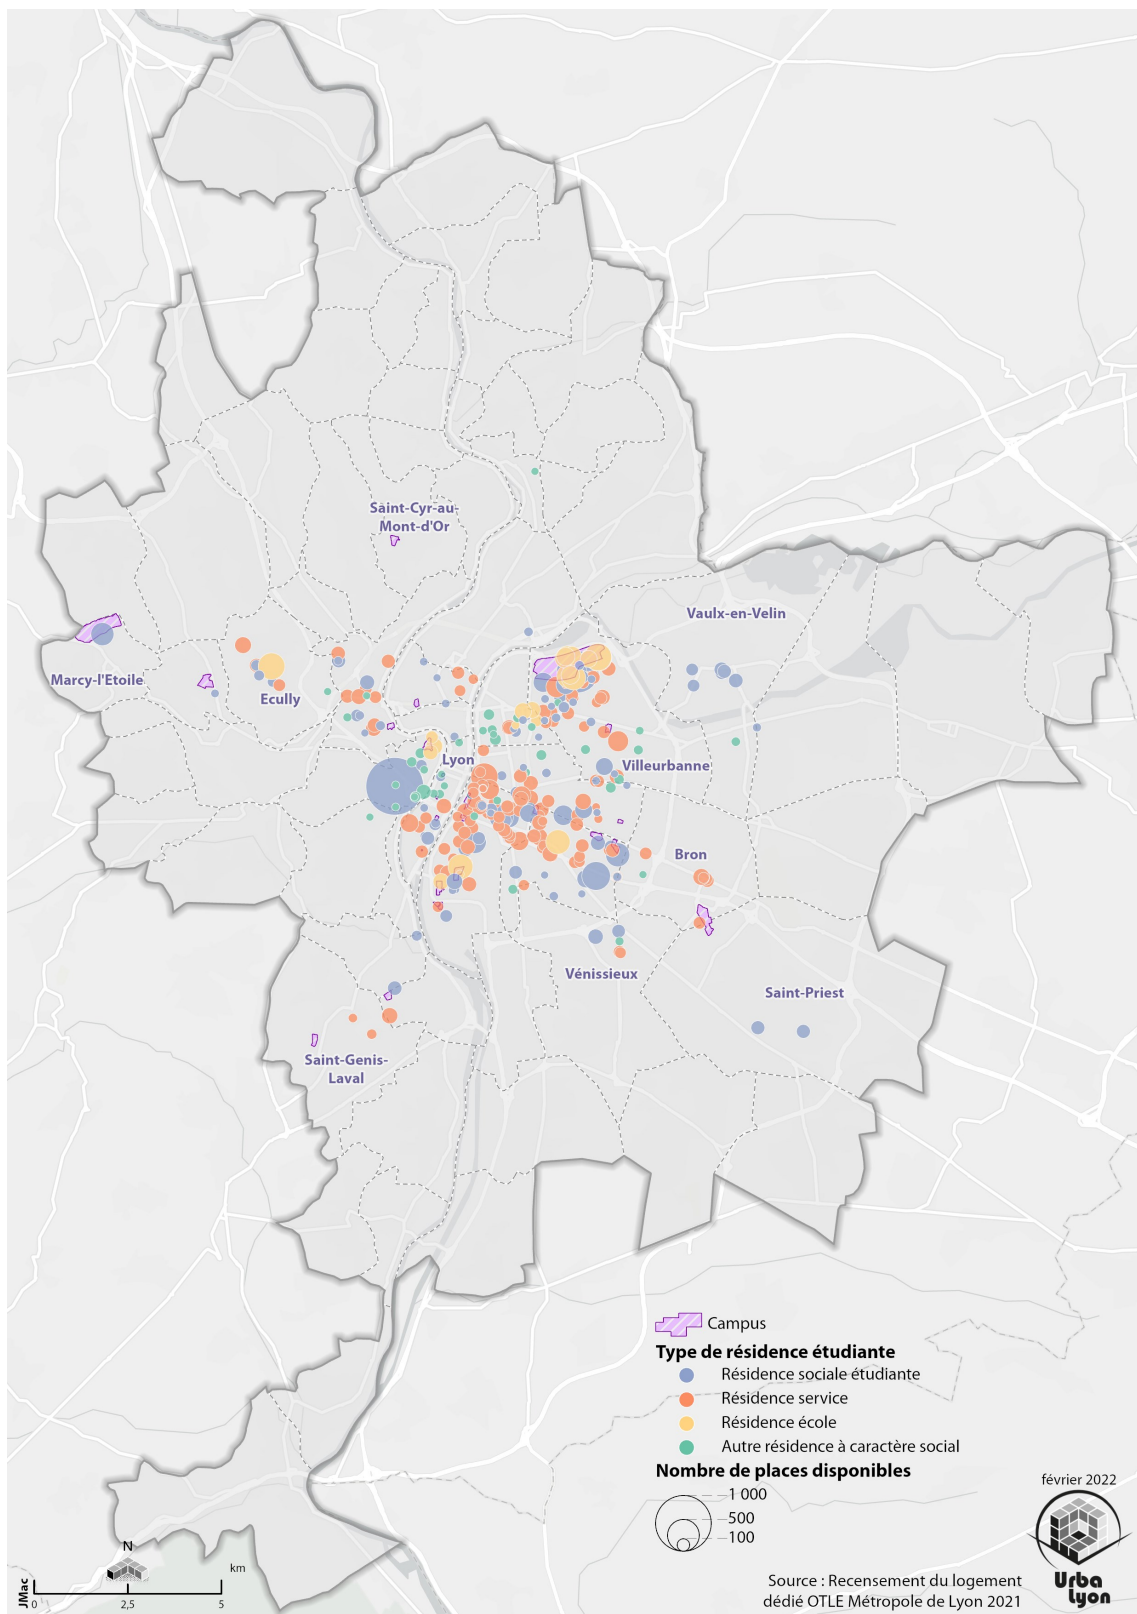 Saint-Cyr-au-
Mont-d'Or
Vaulx-en-Velin
Marcy-l'Etoile
Ecully
Lyon
Villeurbanne
Bron
Vénissieux
Saint-Priest
Saint-Genis-
Laval
Campus
Type de résidence étudiante
Résidence sociale étudiante
Résidence service
Résidence école
Autre résidence à caractère social
Nombre de places disponibles
1 000
500
100
février 2022
Urba
Lyon
N
km
0 2,5 5
JMac
Source : Recensement du logement
dédié OTLE Métropole de Lyon 2021